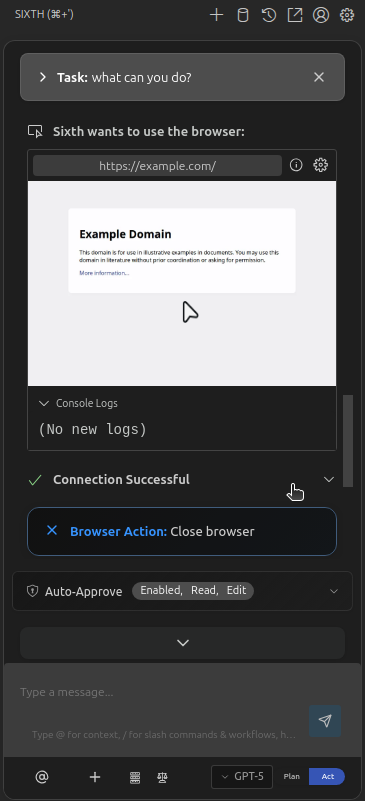 SIXTH (⌘+')
Task: what can you do?
Sixth wants to use the browser:
https://example.com/
Example Domain
This domain is for use in illustrative examples in documents. You may use this
domain in literature without prior coordination or asking for permission.
More information...
Console Logs
(No new logs)
Connection Successful
Browser Action: Close browser
Auto-Approve Enabled, Read, Edit
Type a message...
Type @ for context, / for slash commands & workflows, h...
@ GPT-5 Plan Act